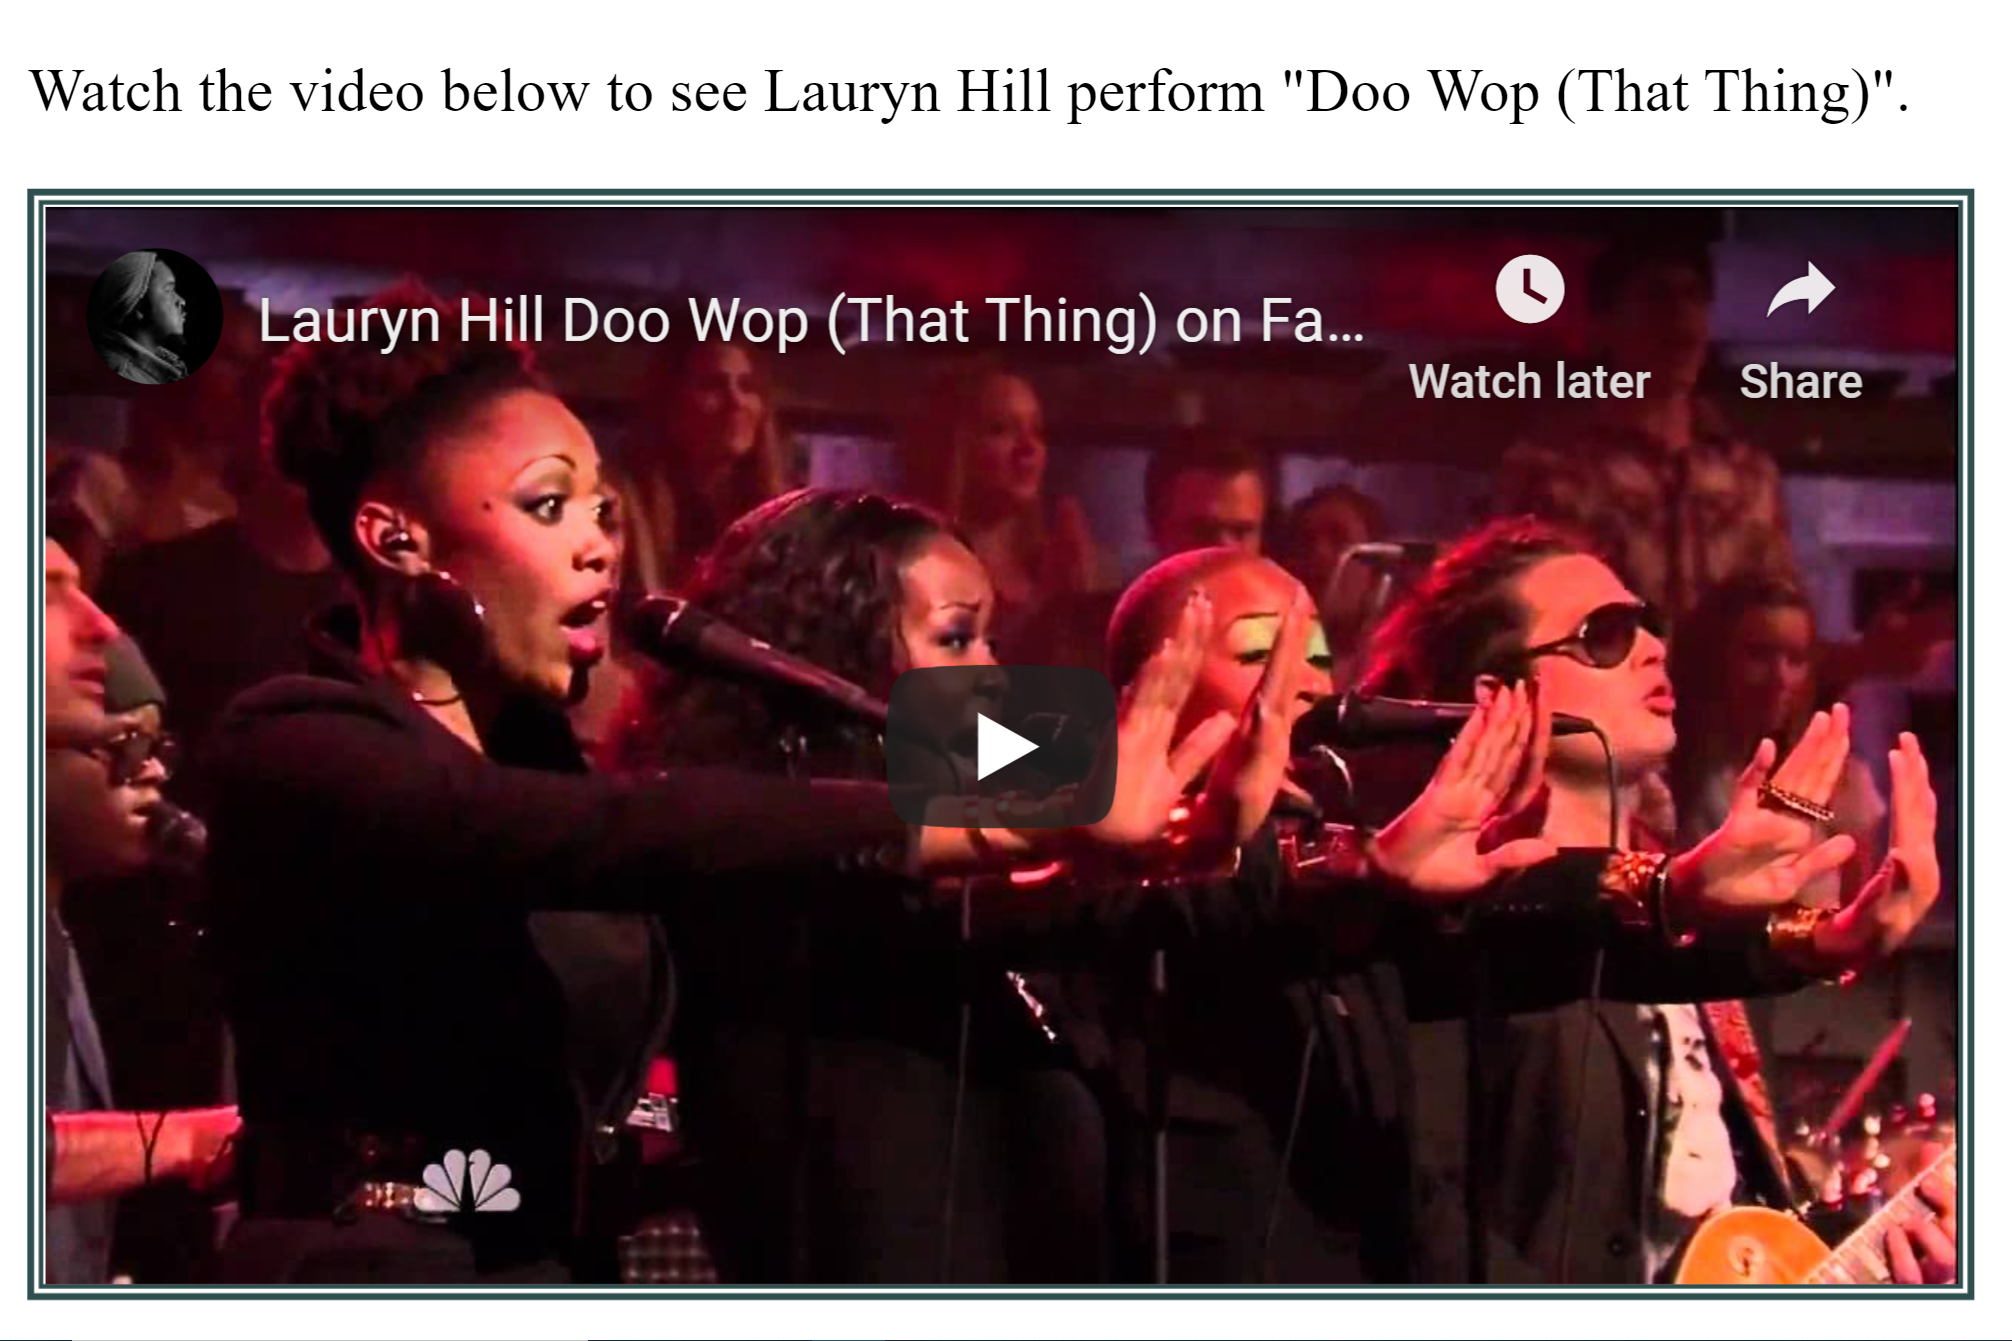 Watch the video below to see Lauryn Hill perform "Doo Wop (That Thing)".
Lauryn Hill Doo Wop (That Thing) on Fa...
Watch later
Share